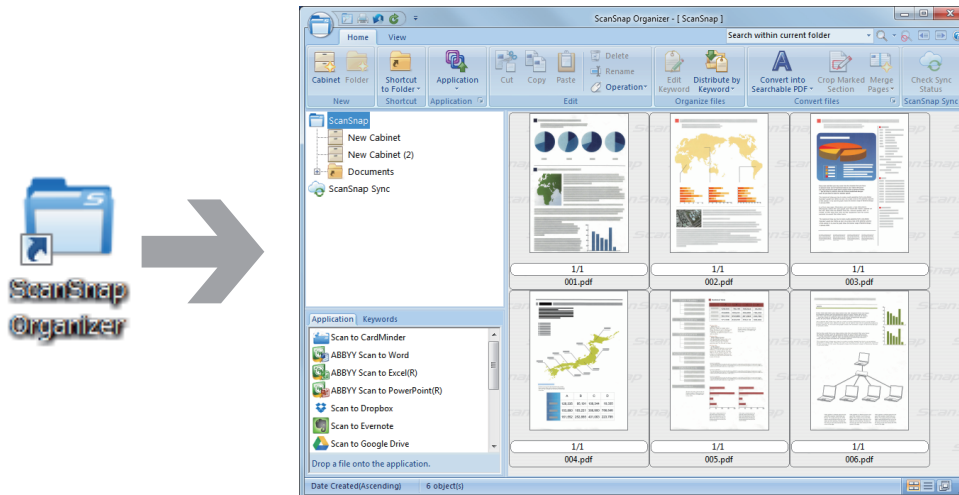 ScanSnap
Organizer
ScanSnap Organizer - [ ScanSnap ]
Home View
Search within current folder
Cabinet Folder
Shortcut
to Folder
Application
Cut Copy Paste
Delete
Rename
Operation
Edit
Keyword
Distribute by
Keyword
Convert into
Searchable PDF
Crop Marked
Section
Merge
Pages
Check Sync
Status
New Shortcut Application Edit Organize files Convert files ScanSnap Sync
ScanSnap
New Cabinet
New Cabinet (2)
Documents
ScanSnap Sync
1/1 1/1 1/1
001.pdf 002.pdf 003.pdf
Application Keywords
Scan to CardMinder
ABBYY Scan to Word
ABBYY Scan to Excel(R)
ABBYY Scan to PowerPoint(R)
Scan to Dropbox
Scan to Evernote
Scan to Google Drive
Drop a file onto the application.
1/1 1/1 1/1
004.pdf 005.pdf 006.pdf
Date Created(Ascending) 6 object(s)